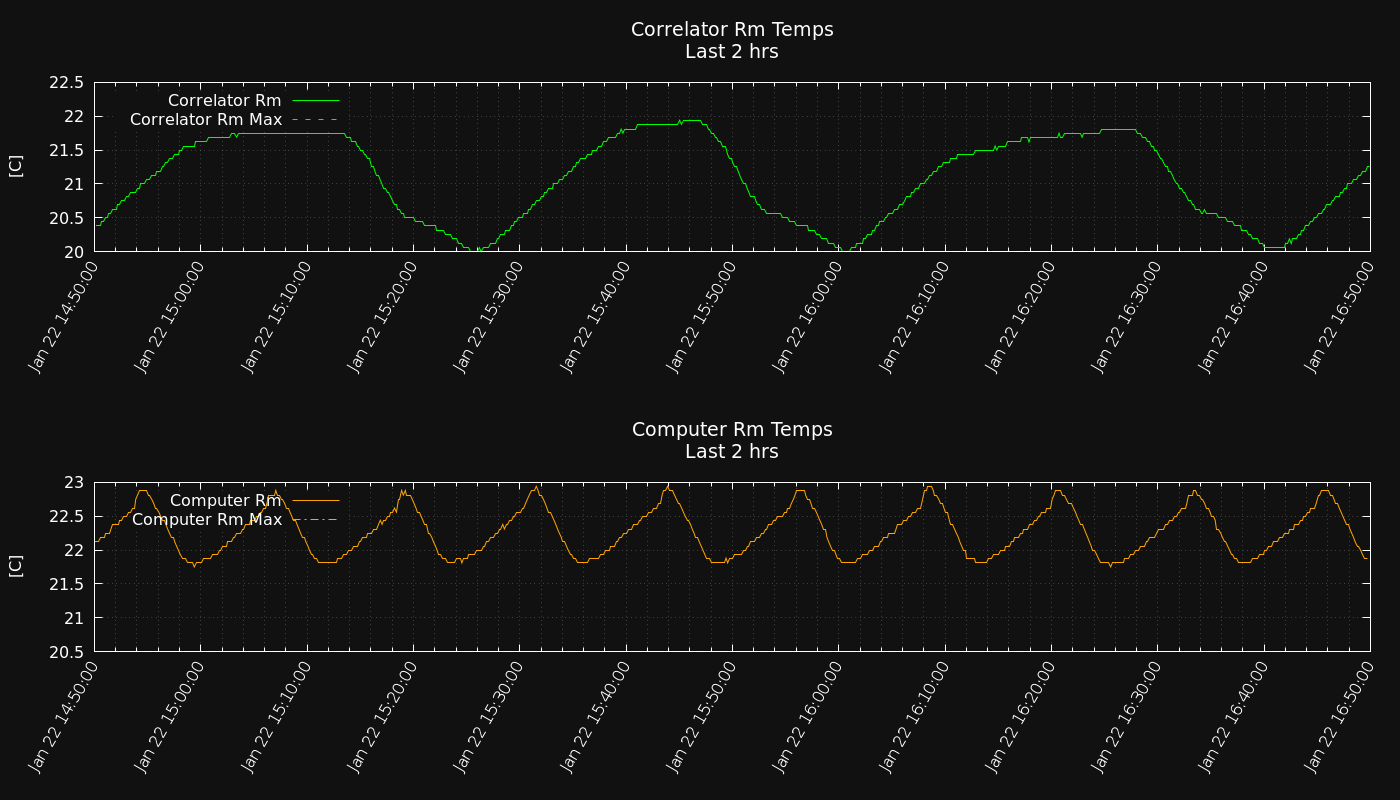 Correlator Rm Temps
Last 2 hrs
22.5
22
21.5
21
20.5
20
[C]
Correlator Rm
Correlator Rm Max
Jan 22 14:50:00
Jan 22 15:00:00
Jan 22 15:10:00
Jan 22 15:20:00
Jan 22 15:30:00
Jan 22 15:40:00
Jan 22 15:50:00
Jan 22 16:00:00
Jan 22 16:10:00
Jan 22 16:20:00
Jan 22 16:30:00
Jan 22 16:40:00
Jan 22 16:50:00
Computer Rm Temps
Last 2 hrs
23
22.5
22
21.5
21
20.5
[C]
Computer Rm
Computer Rm Max
Jan 22 14:50:00
Jan 22 15:00:00
Jan 22 15:10:00
Jan 22 15:20:00
Jan 22 15:30:00
Jan 22 15:40:00
Jan 22 15:50:00
Jan 22 16:00:00
Jan 22 16:10:00
Jan 22 16:20:00
Jan 22 16:30:00
Jan 22 16:40:00
Jan 22 16:50:00